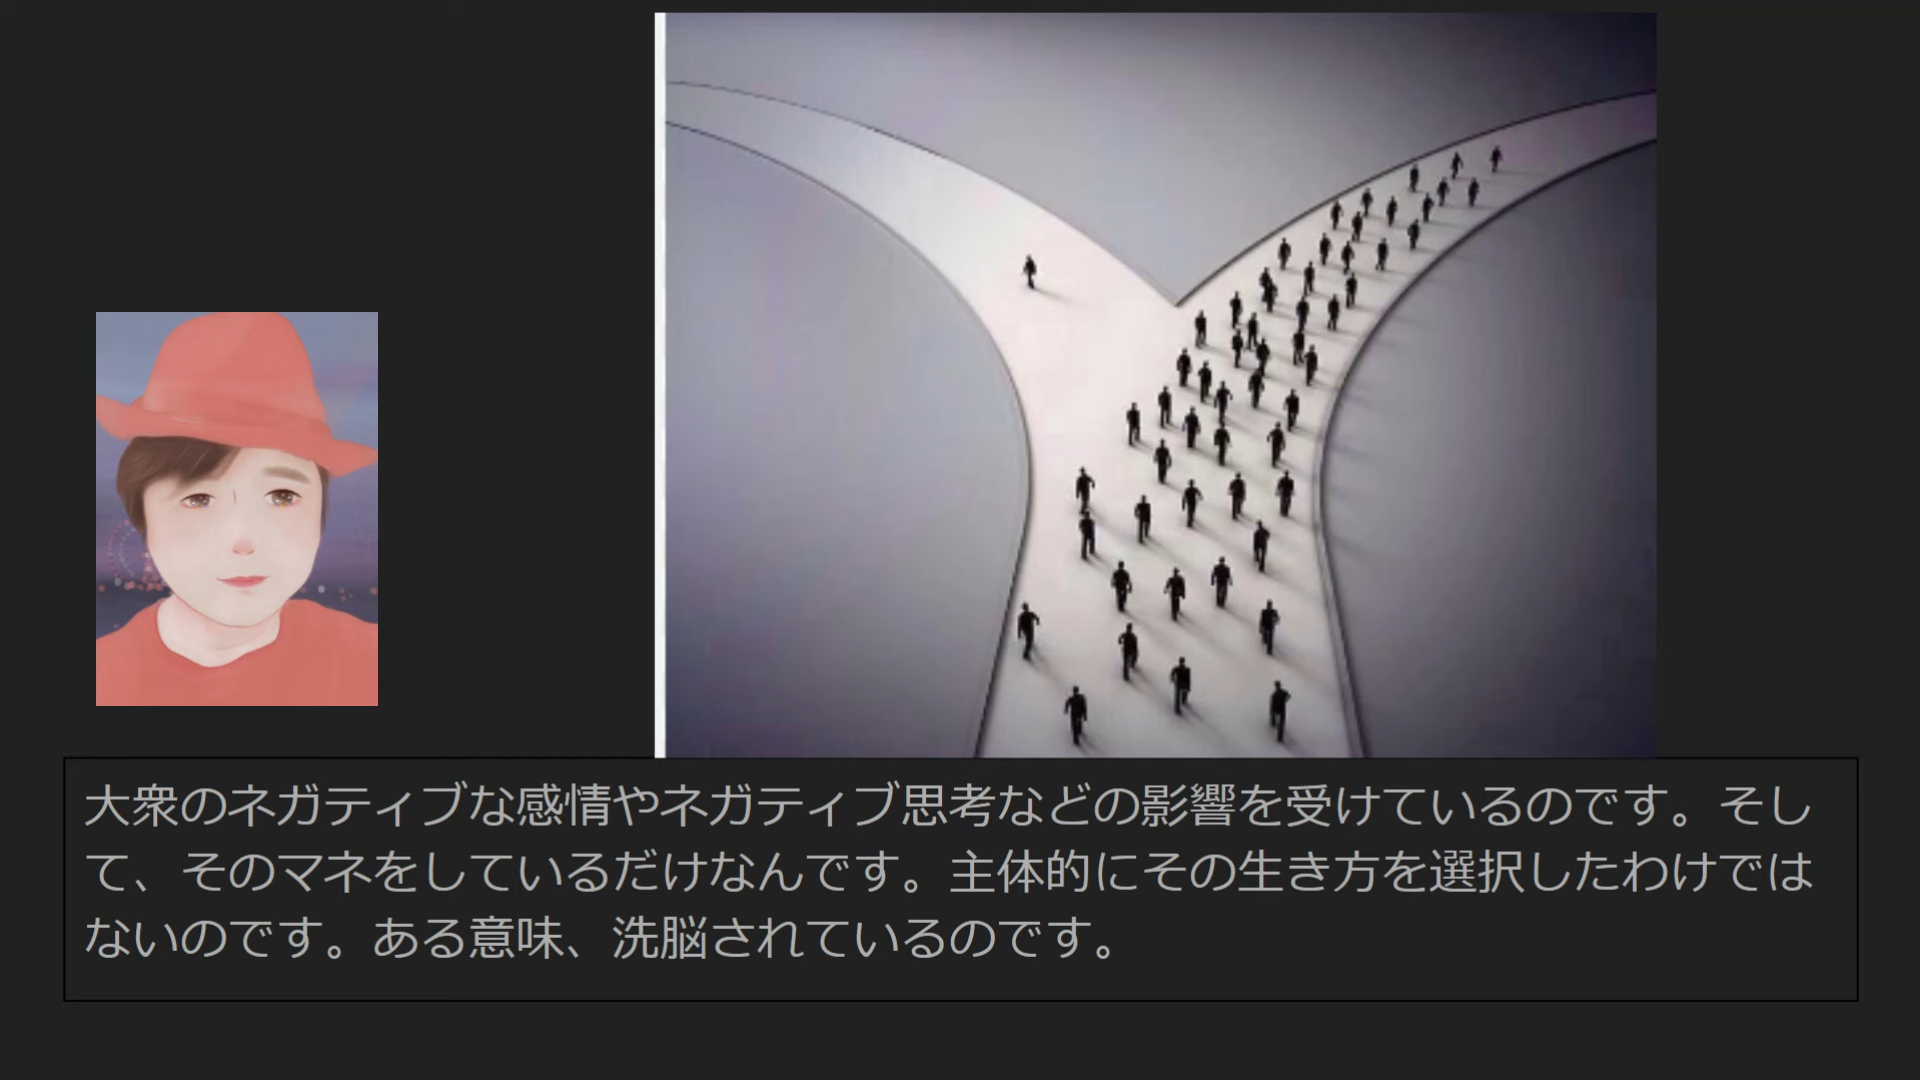 大衆のネガティブな感情やネガティブ思考などの影響を受けているのです。そし
て、そのマネをしているだけなんです。主体的にその生き方を選択したわけでは
ないのです。ある意味、洗脳されているのです。